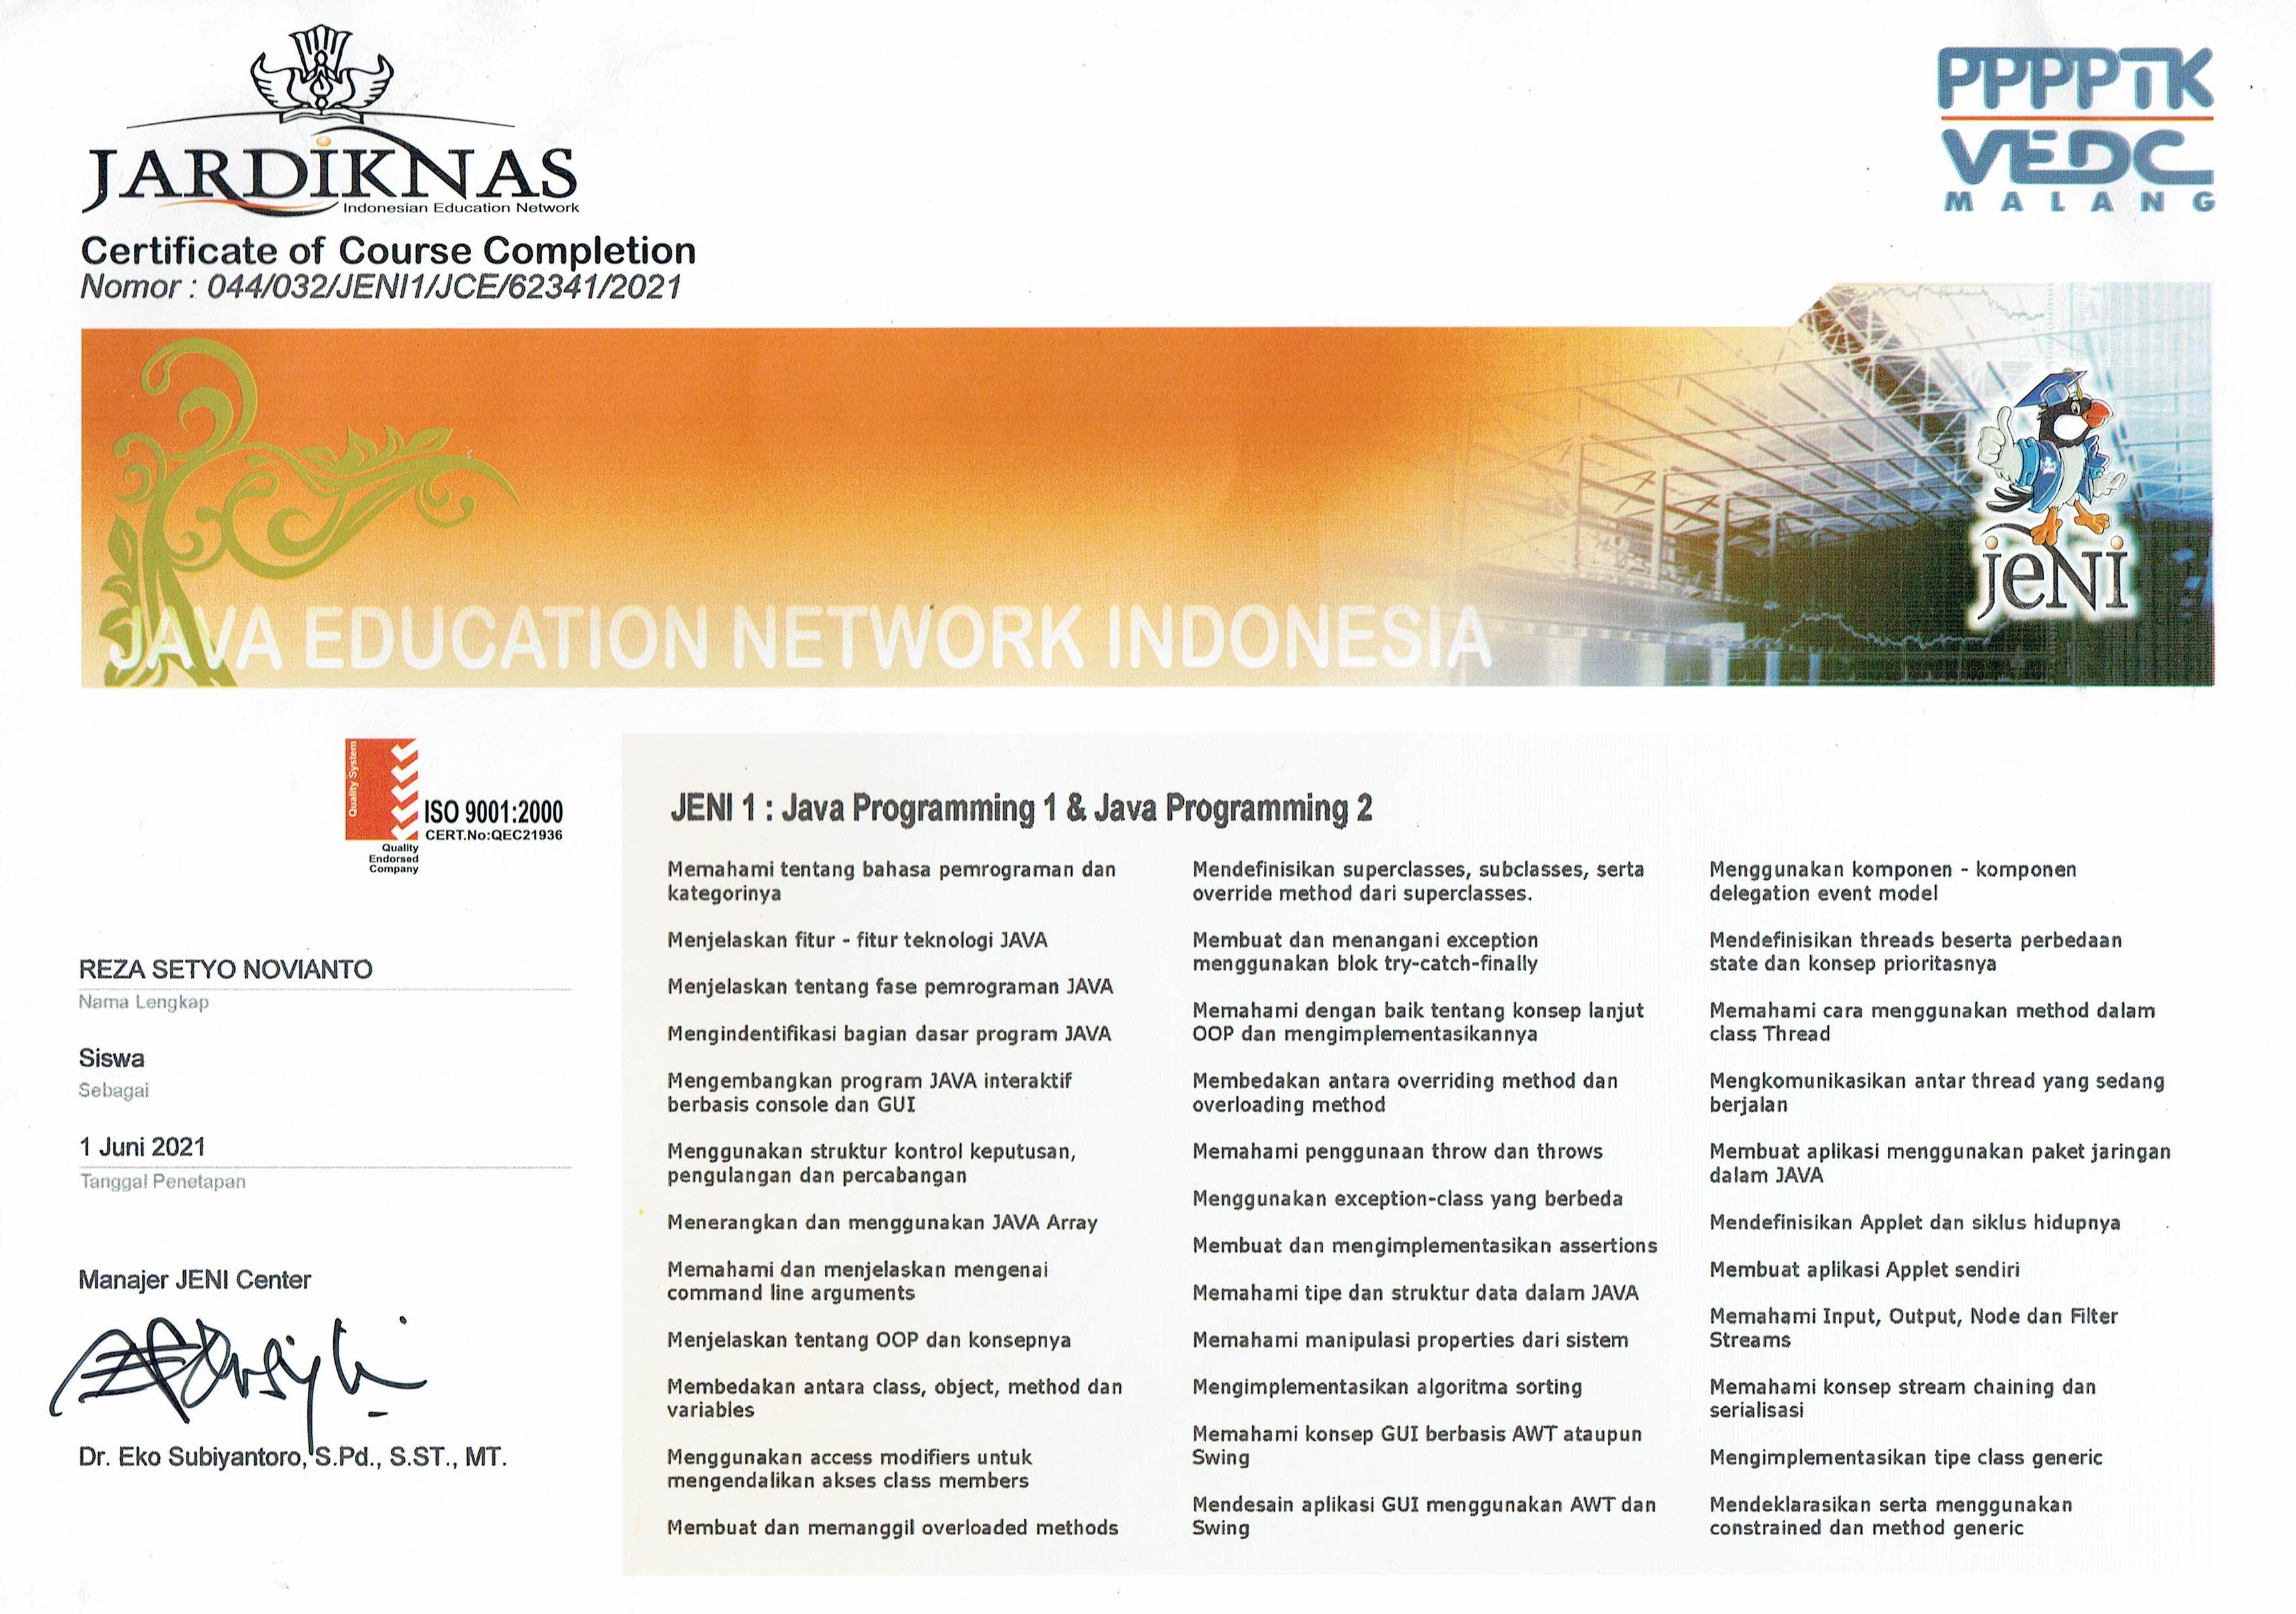 JARDIKNAS
Indonesian Education Network
PPPPTK
VEDC
MALANG
Certificate of Course Completion
Nomor : 044/032/JENI1/JCE/62341/2021
jeNI
JAVA EDUCATION NETWORK INDONESIA
Quality System
ISO 9001:2000
CERT.No:QEC21936
Quality
Endorsed
Company
REZA SETYO NOVIANTO
Nama Lengkap
Siswa
Sebagai
1 Juni 2021
Tanggal Penetapan
Manajer JENI Center
Dr. Eko Subiyantoro, S.Pd., S.ST., MT.
JENI 1 : Java Programming 1 & Java Programming 2
Memahami tentang bahasa pemrograman dan
kategorinya
Menjelaskan fitur - fitur teknologi JAVA
Menjelaskan tentang fase pemrograman JAVA
Mengindentifikasi bagian dasar program JAVA
Mengembangkan program JAVA interaktif
berbasis console dan GUI
Menggunakan struktur kontrol keputusan,
pengulangan dan percabangan
Menerangkan dan menggunakan JAVA Array
Memahami dan menjelaskan mengenai
command line arguments
Menjelaskan tentang OOP dan konsepnya
Membedakan antara class, object, method dan
variables
Menggunakan access modifiers untuk
mengendalikan akses class members
Membuat dan memanggil overloaded methods
Mendefinisikan superclasses, subclasses, serta
override method dari superclasses.
Membuat dan menangani exception
menggunakan blok try-catch-finally
Memahami dengan baik tentang konsep lanjut
OOP dan mengimplementasikannya
Membedakan antara overriding method dan
overloading method
Memahami penggunaan throw dan throws
Menggunakan exception-class yang berbeda
Membuat dan mengimplementasikan assertions
Memahami tipe dan struktur data dalam JAVA
Memahami manipulasi properties dari sistem
Mengimplementasikan algoritma sorting
Memahami konsep GUI berbasis AWT ataupun
Swing
Mendesain aplikasi GUI menggunakan AWT dan
Swing
Menggunakan komponen - komponen
delegation event model
Mendefinisikan threads beserta perbedaan
state dan konsep prioritasnya
Memahami cara menggunakan method dalam
class Thread
Mengkomunikasikan antar thread yang sedang
berjalan
Membuat aplikasi menggunakan paket jaringan
dalam JAVA
Mendefinisikan Applet dan siklus hidupnya
Membuat aplikasi Applet sendiri
Memahami Input, Output, Node dan Filter
Streams
Memahami konsep stream chaining dan
serialisasi
Mengimplementasikan tipe class generic
Mendeklarasikan serta menggunakan
constrained dan method generic